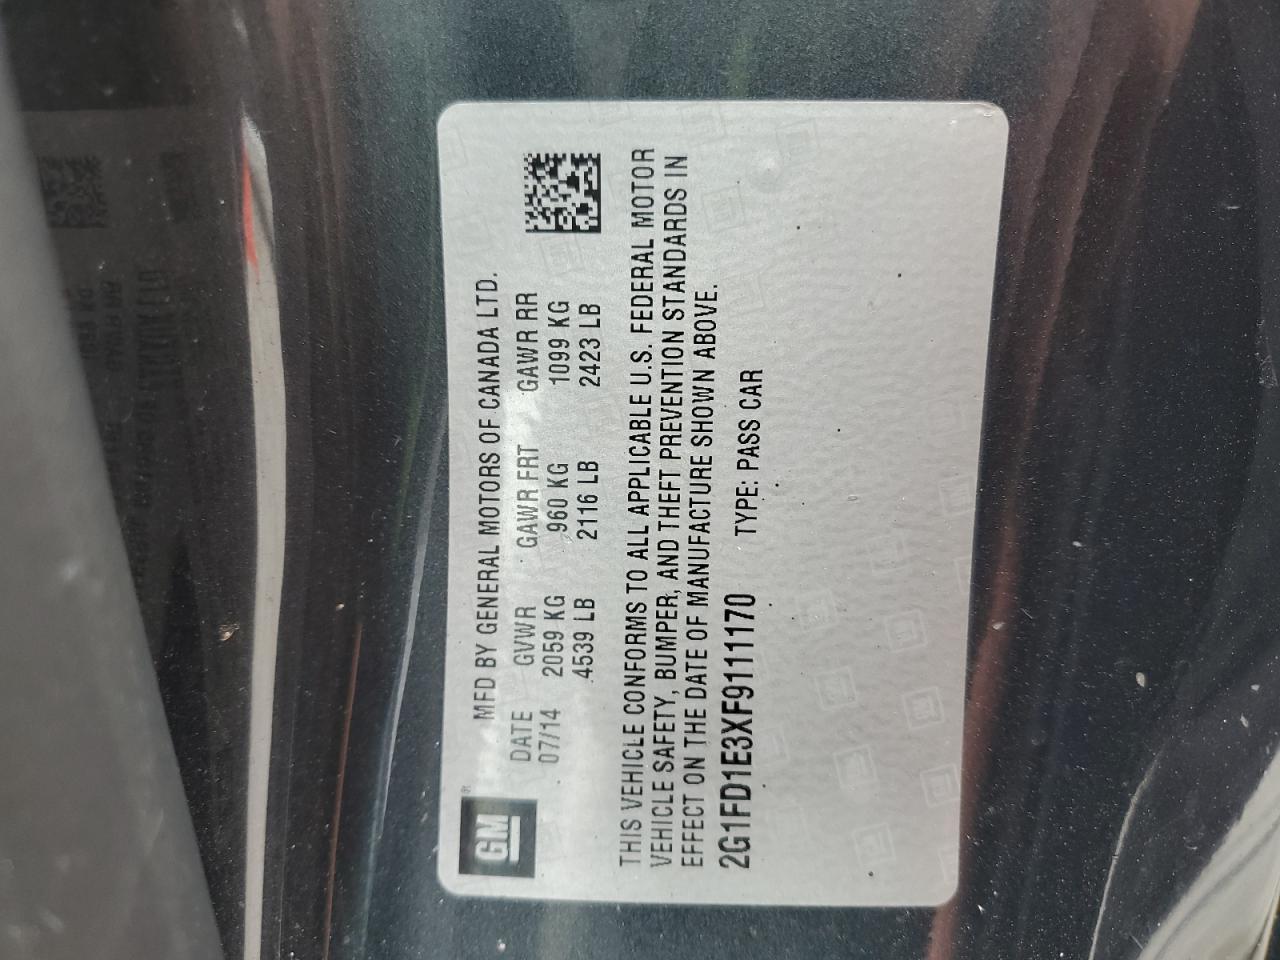 GM®
MFD BY GENERAL MOTORS OF CANADA LTD.
DATE GVWR GAWR FRT GAWR RR
07/14 2059 KG 960 KG 1099 KG
4539 LB 2116 LB 2423 LB
THIS VEHICLE CONFORMS TO ALL APPLICABLE U.S. FEDERAL MOTOR
VEHICLE SAFETY, BUMPER, AND THEFT PREVENTION STANDARDS IN
EFFECT ON THE DATE OF MANUFACTURE SHOWN ABOVE.
2G1FD1E3XF9111170 TYPE: PASS CAR